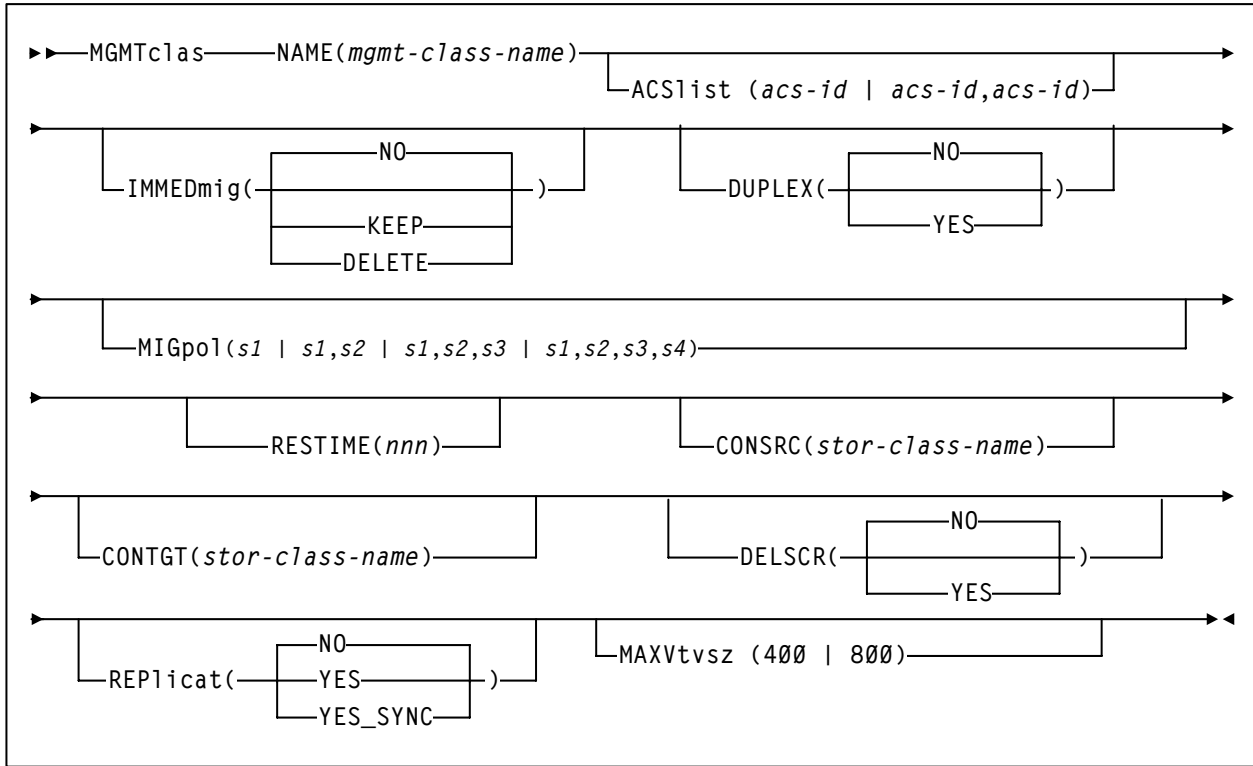 MGMTclas NAME(mgmt-class-name)
ACSlist (acs-id | acs-id,acs-id)
IMMEDmig( NO )
KEEP
DELETE
DUPLEX( NO )
YES
MIGpol(s1 | s1,s2 | s1,s2,s3 | s1,s2,s3,s4)
RESTIME(nnn)
CONSRC(stor-class-name)
CONTGT(stor-class-name)
DELSCR( NO )
YES
REPlicat( NO
YES )
YES_SYNC
MAXVtvsz (4ØØ | 8ØØ)